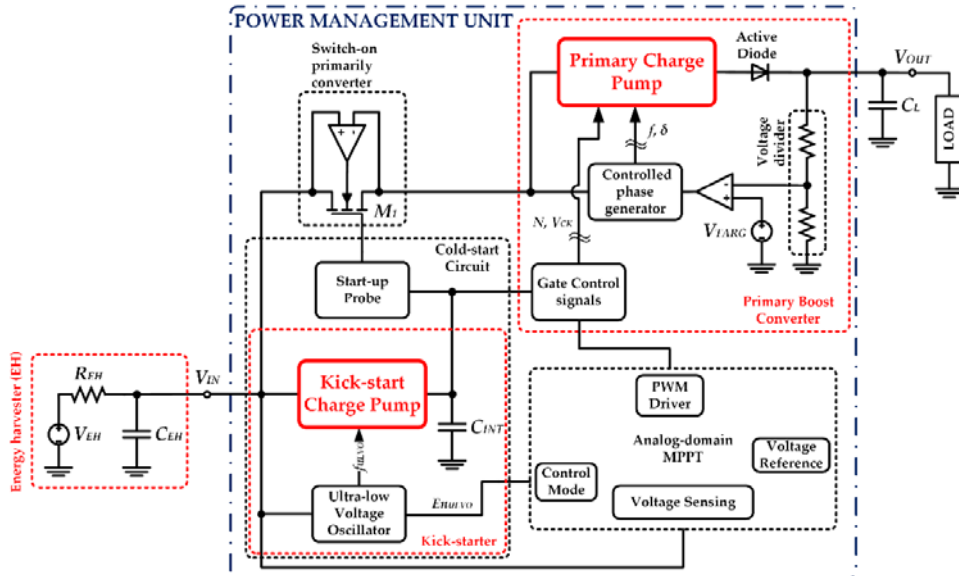 POWER MANAGEMENT UNIT
Switch-on
primarily
converter
+ -
M1
Primary Charge
Pump
Active
Diode
VOUT
CL
LOAD
Voltage
divider
f, δ
Controlled
phase
generator
-
+
VTARG
N, VCK
Cold-start
Circuit
Start-up
Probe
Gate Control
signals
Primary Boost
Converter
Energy harvester (EH)
REH
VEH
CEH
VIN
Kick-start
Charge Pump
CINT
fULVO
Ultra-low
Voltage
Oscillator
EnULVO
Kick-starter
PWM
Driver
Analog-domain
MPPT
Voltage
Reference
Control
Mode
Voltage Sensing